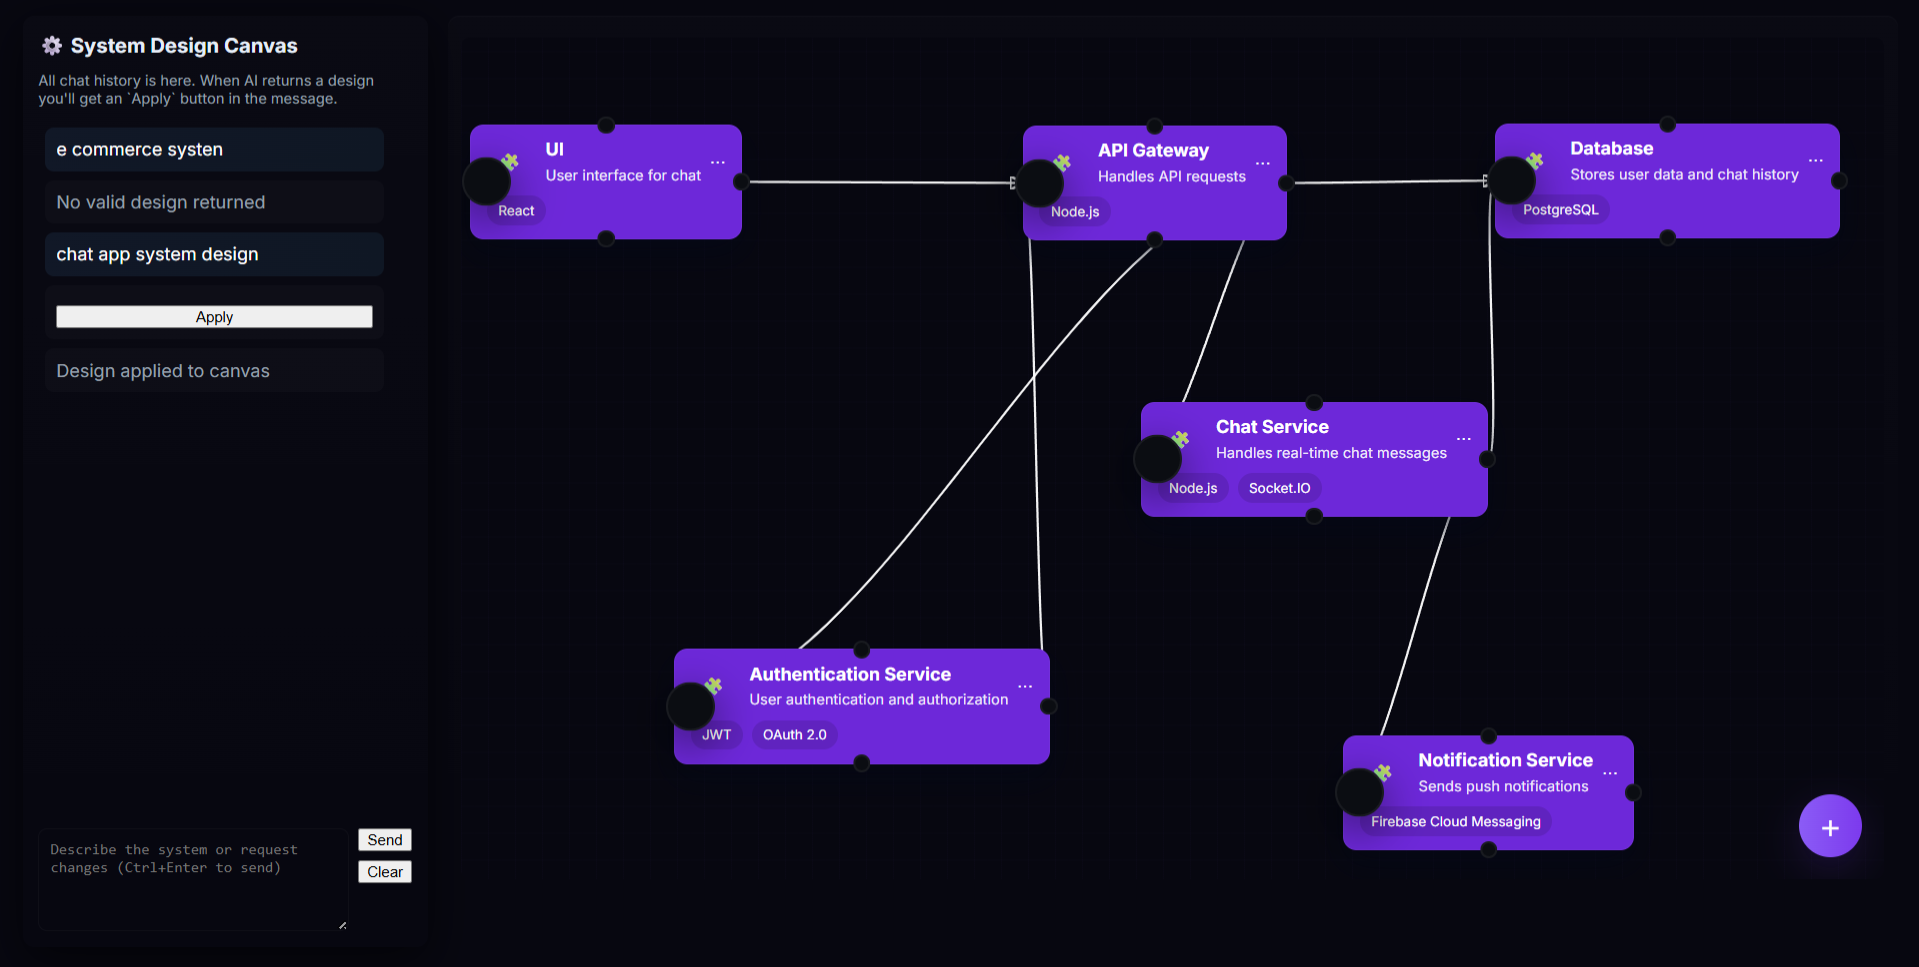 System Design Canvas
All chat history is here. When AI returns a design
you'll get an `Apply` button in the message.
e commerce systen
No valid design returned
chat app system design
Apply
Design applied to canvas
Describe the system or request
changes (Ctrl+Enter to send)
Send
Clear
UI
User interface for chat
...
React
API Gateway
Handles API requests
...
Node.js
Database
Stores user data and chat history
...
PostgreSQL
Chat Service
Handles real-time chat messages
...
Node.js
Socket.IO
Authentication Service
User authentication and authorization
...
JWT
OAuth 2.0
Notification Service
Sends push notifications
...
Firebase Cloud Messaging
+